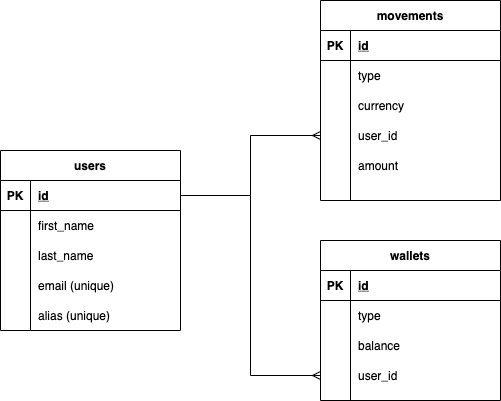 movements
PK id
type
currency
user_id
amount
users
PK id
first_name
last_name
email (unique)
alias (unique)
wallets
PK id
type
balance
user_id